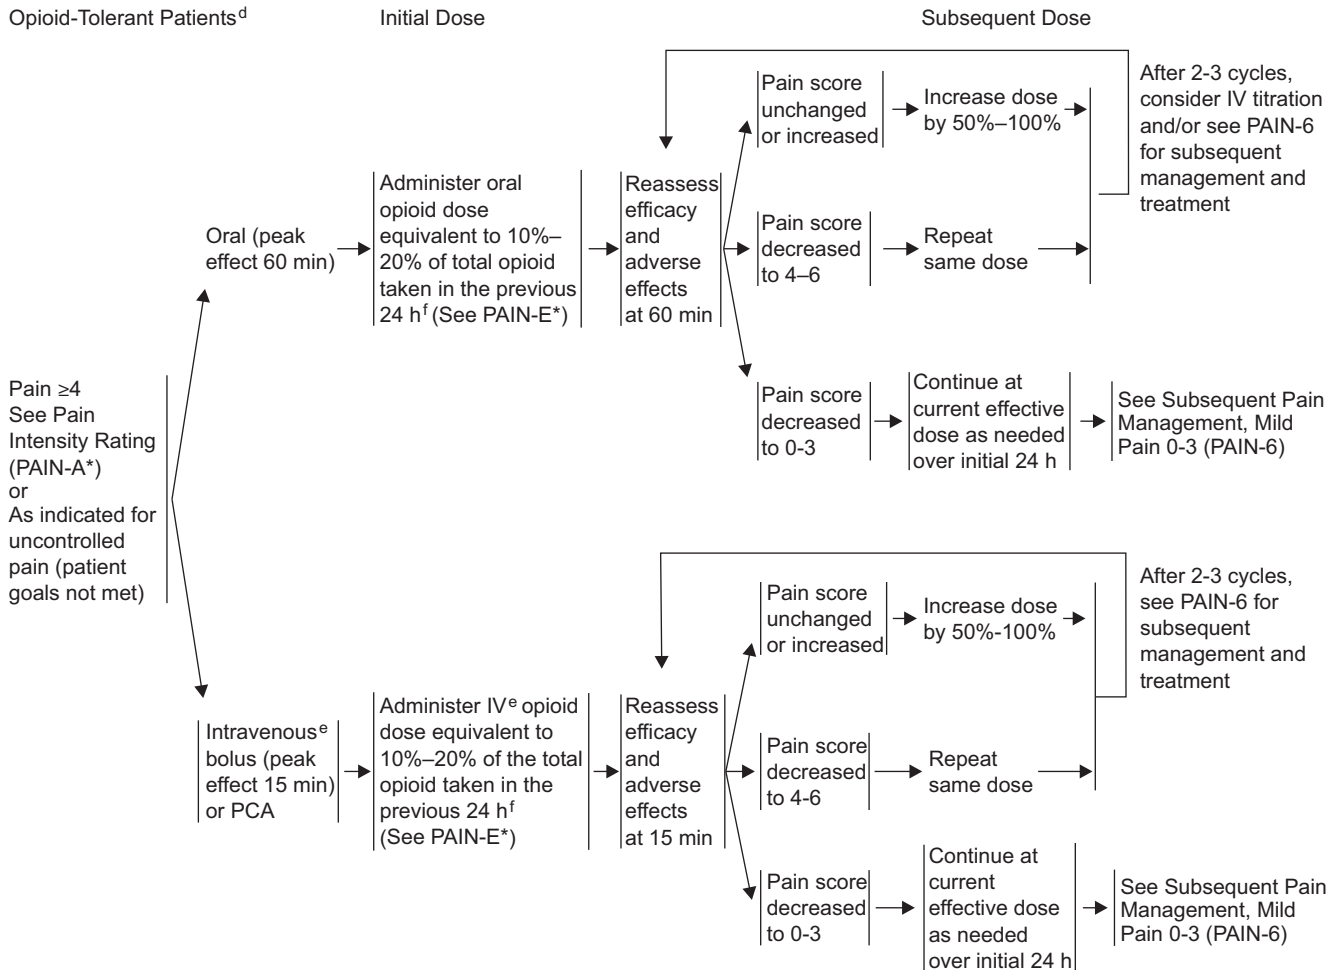 Opioid-Tolerant Patientsᵈ
Initial Dose
Subsequent Dose
Pain ≥4
See Pain
Intensity Rating
(PAIN-A*)
or
As indicated for
uncontrolled
pain (patient
goals not met)
Oral (peak
effect 60 min)
Administer oral
opioid dose
equivalent to 10%–
20% of total opioid
taken in the previous
24 hᶠ (See PAIN-E*)
Reassess
efficacy
and
adverse
effects
at 60 min
Pain score
unchanged
or increased
Increase dose
by 50%–100%
Pain score
decreased
to 4–6
Repeat
same dose
After 2-3 cycles,
consider IV titration
and/or see PAIN-6
for subsequent
management and
treatment
Pain score
decreased
to 0-3
Continue at
current effective
dose as needed
over initial 24 h
See Subsequent Pain
Management, Mild
Pain 0-3 (PAIN-6)
Intravenousᵉ
bolus (peak
effect 15 min)
or PCA
Administer IVᵉ opioid
dose equivalent to
10%–20% of the total
opioid taken in the
previous 24 hᶠ
(See PAIN-E*)
Reassess
efficacy
and
adverse
effects
at 15 min
Pain score
unchanged
or increased
Increase dose
by 50%-100%
Pain score
decreased
to 4-6
Repeat
same dose
After 2-3 cycles,
see PAIN-6 for
subsequent
management and
treatment
Pain score
decreased
to 0-3
Continue at
current
effective dose
as needed
over initial 24 h
See Subsequent Pain
Management, Mild
Pain 0-3 (PAIN-6)